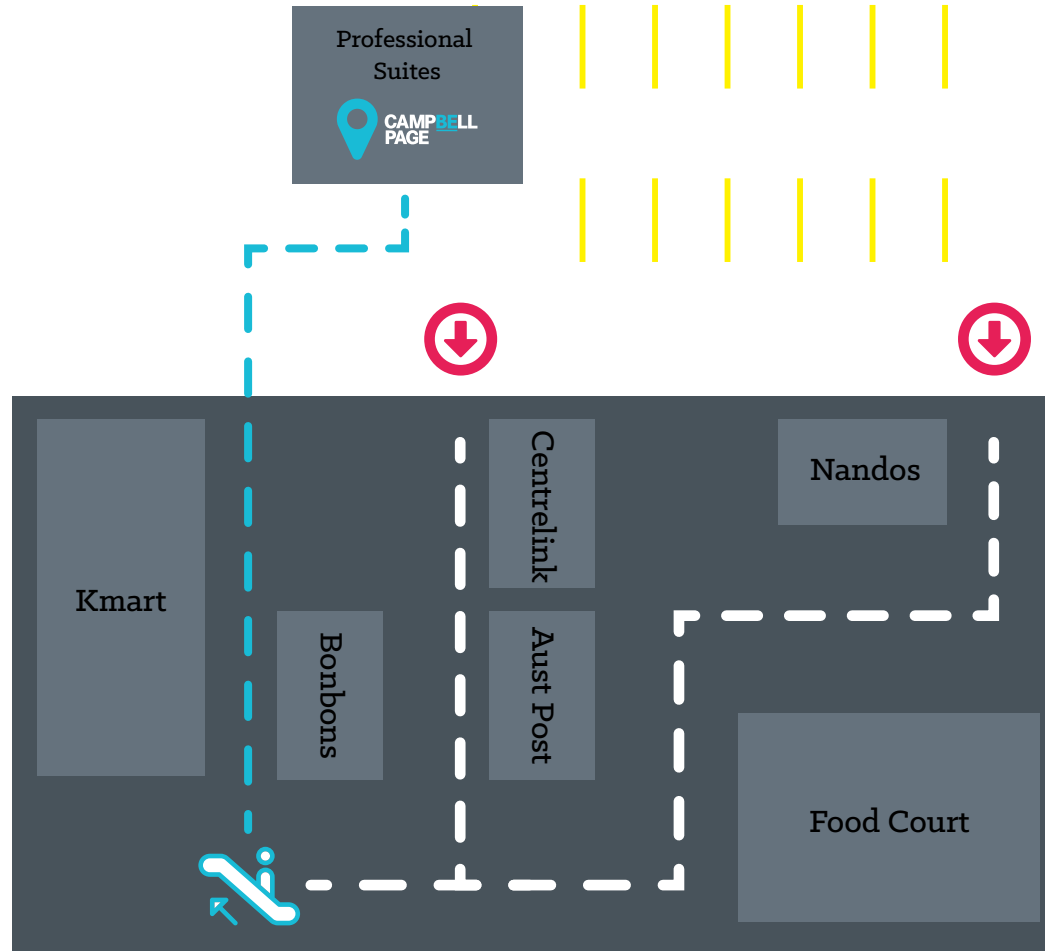 Professional
Suites
CAMPBELL
PAGE
Centrelink
Nandos
Kmart
Bonbons
Aust Post
Food Court